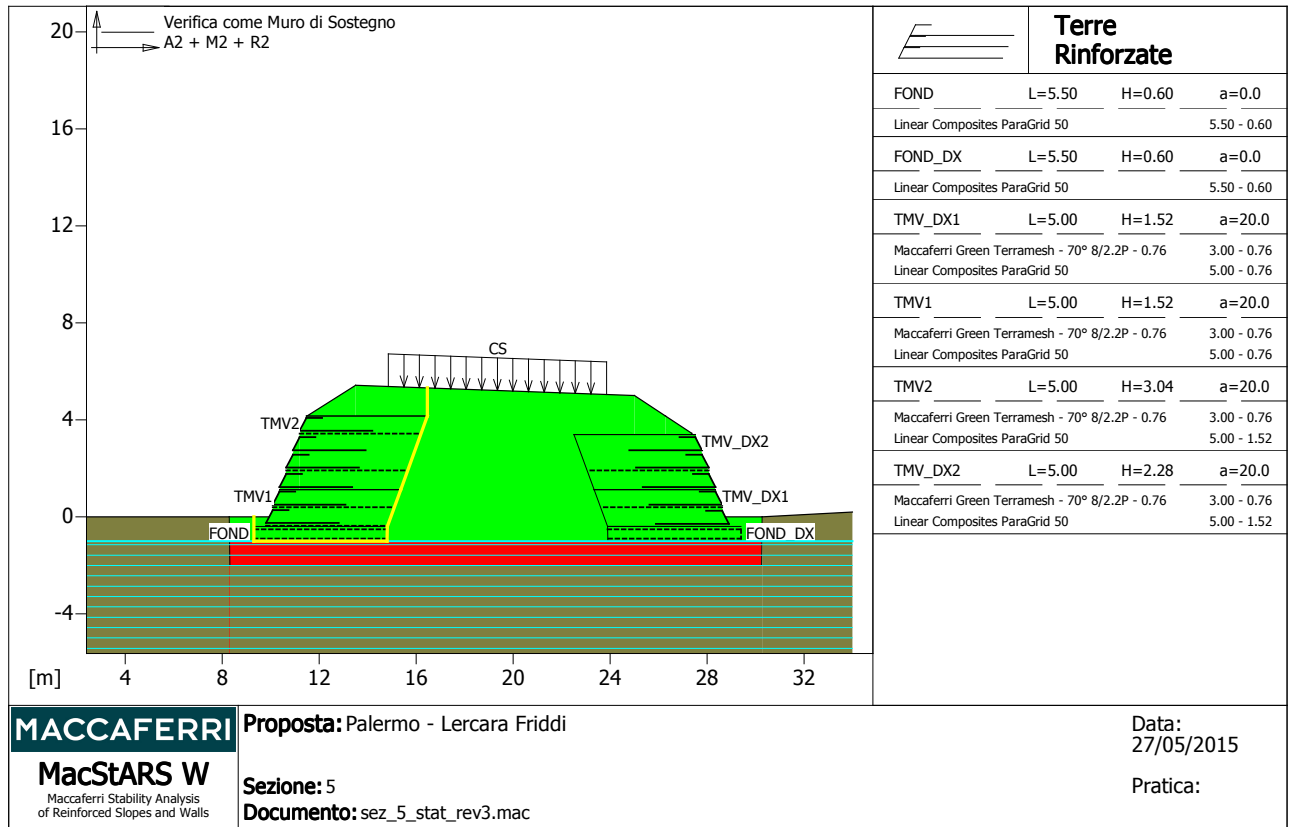 Verifica come Muro di Sostegno
A2 + M2 + R2
20
16
12
8
4
0
-4
[m]
4
8
12
16
20
24
28
32
CS
TMV2
TMV1
FOND
TMV_DX2
TMV_DX1
FOND_DX
Terre
Rinforzate
FOND L=5.50 H=0.60 a=0.0
Linear Composites ParaGrid 50 5.50 - 0.60
FOND_DX L=5.50 H=0.60 a=0.0
Linear Composites ParaGrid 50 5.50 - 0.60
TMV_DX1 L=5.00 H=1.52 a=20.0
Maccaferri Green Terramesh - 70° 8/2.2P - 0.76 3.00 - 0.76
Linear Composites ParaGrid 50 5.00 - 0.76
TMV1 L=5.00 H=1.52 a=20.0
Maccaferri Green Terramesh - 70° 8/2.2P - 0.76 3.00 - 0.76
Linear Composites ParaGrid 50 5.00 - 0.76
TMV2 L=5.00 H=3.04 a=20.0
Maccaferri Green Terramesh - 70° 8/2.2P - 0.76 3.00 - 0.76
Linear Composites ParaGrid 50 5.00 - 1.52
TMV_DX2 L=5.00 H=2.28 a=20.0
Maccaferri Green Terramesh - 70° 8/2.2P - 0.76 3.00 - 0.76
Linear Composites ParaGrid 50 5.00 - 1.52
MACCAFERRI
MacStARS W
Maccaferri Stability Analysis
of Reinforced Slopes and Walls
Proposta: Palermo - Lercara Friddi
Sezione: 5
Documento: sez_5_stat_rev3.mac
Data:
27/05/2015
Pratica: